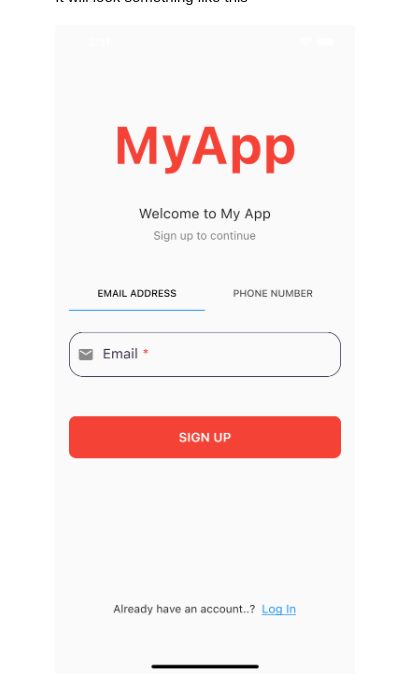 It will look something like this
MyApp
Welcome to My App
Sign up to continue
EMAIL ADDRESS PHONE NUMBER
Email *
SIGN UP
Already have an account..? Log In